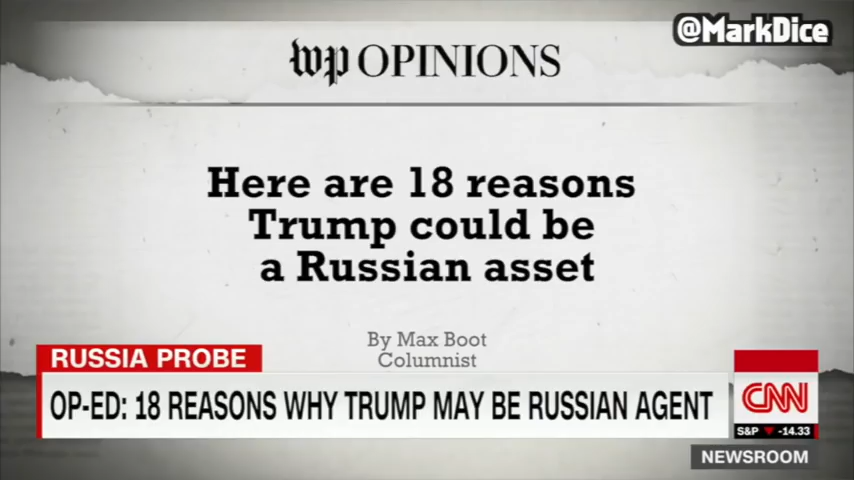 @MarkDice
wp OPINIONS
Here are 18 reasons
Trump could be
a Russian asset
By Max Boot
Columnist
RUSSIA PROBE
OP-ED: 18 REASONS WHY TRUMP MAY BE RUSSIAN AGENT
CNN
S&P ▼ -14.33
NEWSROOM